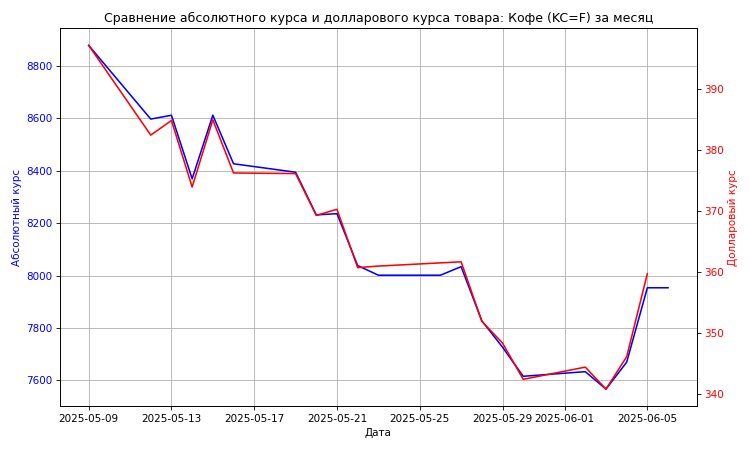 Сравнение абсолютного курса и долларового курса товара: Кофе (KC=F) за месяц
Абсолютный курс
8800
8600
8400
8200
8000
7800
7600
390
380
370
360
350
340
Долларовый курс
2025-05-09 2025-05-13 2025-05-17 2025-05-21 2025-05-25 2025-05-29 2025-06-01 2025-06-05
Дата